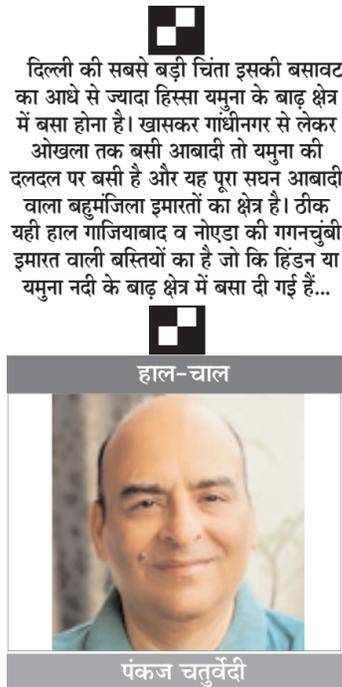 दिल्ली की सबसे बड़ी चिंता इसकी बसावट
का आधे से ज्यादा हिस्सा यमुना के बाढ़ क्षेत्र
में बसा होना है। खासकर गांधीनगर से लेकर
ओखला तक बसी आबादी तो यमुना की
दलदल पर बसी है और यह पूरा सघन आबादी
वाला बहुमंजिला इमारतों का क्षेत्र है। ठीक
यही हाल गाजियाबाद व नोएडा की गगनचुंबी
इमारत वाली बस्तियों का है जो कि हिंडन या
यमुना नदी के बाढ़ क्षेत्र में बसा दी गई हैं...
हाल-चाल
पंकज चतुर्वेदी